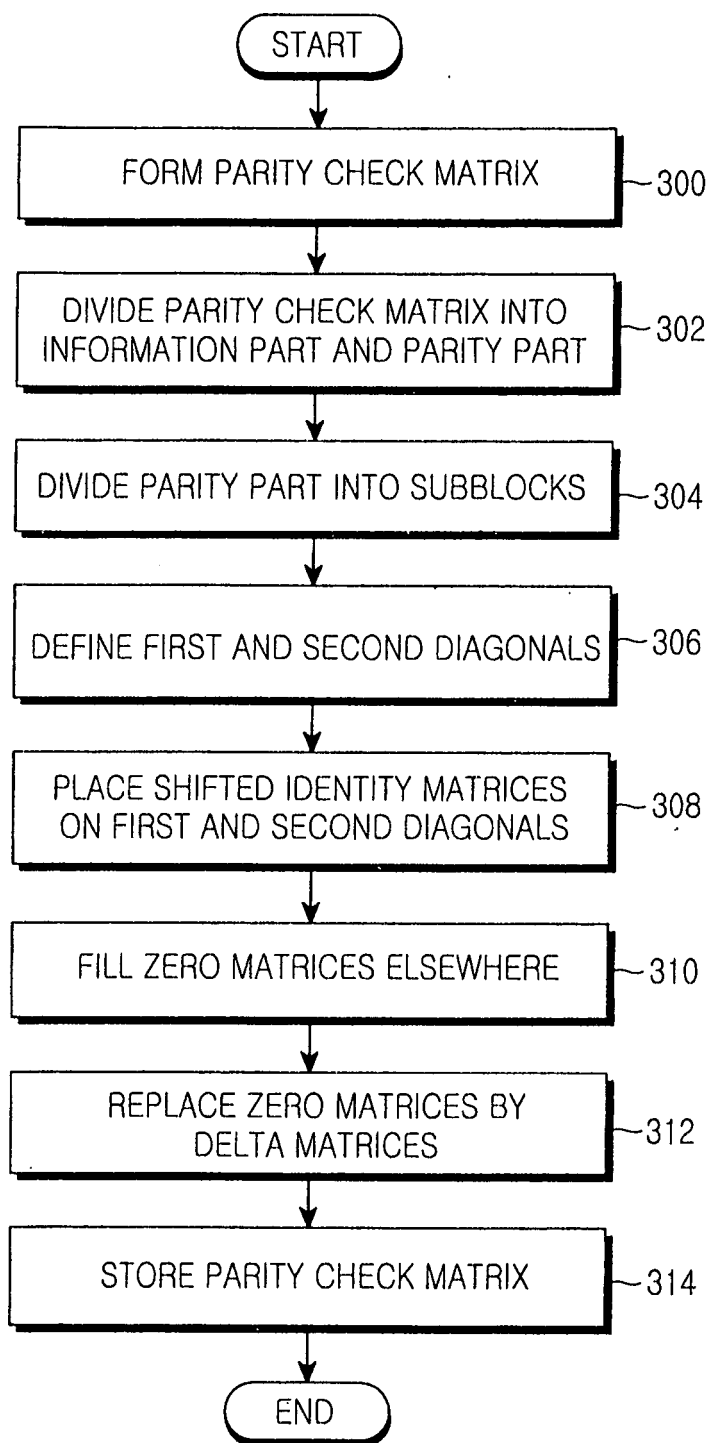 START
FORM PARITY CHECK MATRIX
300
DIVIDE PARITY CHECK MATRIX INTO
INFORMATION PART AND PARITY PART
302
DIVIDE PARITY PART INTO SUBBLOCKS
304
DEFINE FIRST AND SECOND DIAGONALS
306
PLACE SHIFTED IDENTITY MATRICES
ON FIRST AND SECOND DIAGONALS
308
FILL ZERO MATRICES ELSEWHERE
310
REPLACE ZERO MATRICES BY
DELTA MATRICES
312
STORE PARITY CHECK MATRIX
314
END